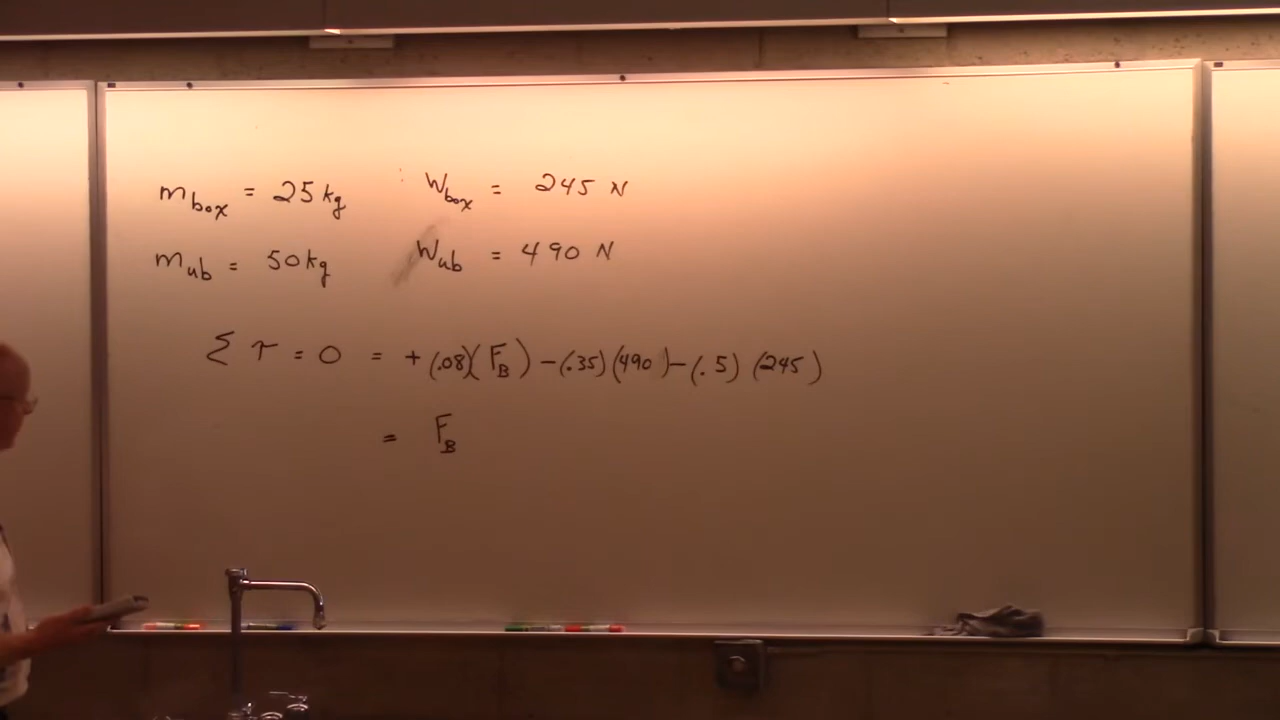 m_box = 25 kg W_box = 245 N
m_ub = 50 kg W_ub = 490 N
Σ τ = 0 = + (.08)(F_B) - (.35)(490) - (.5)(245)
= F_B